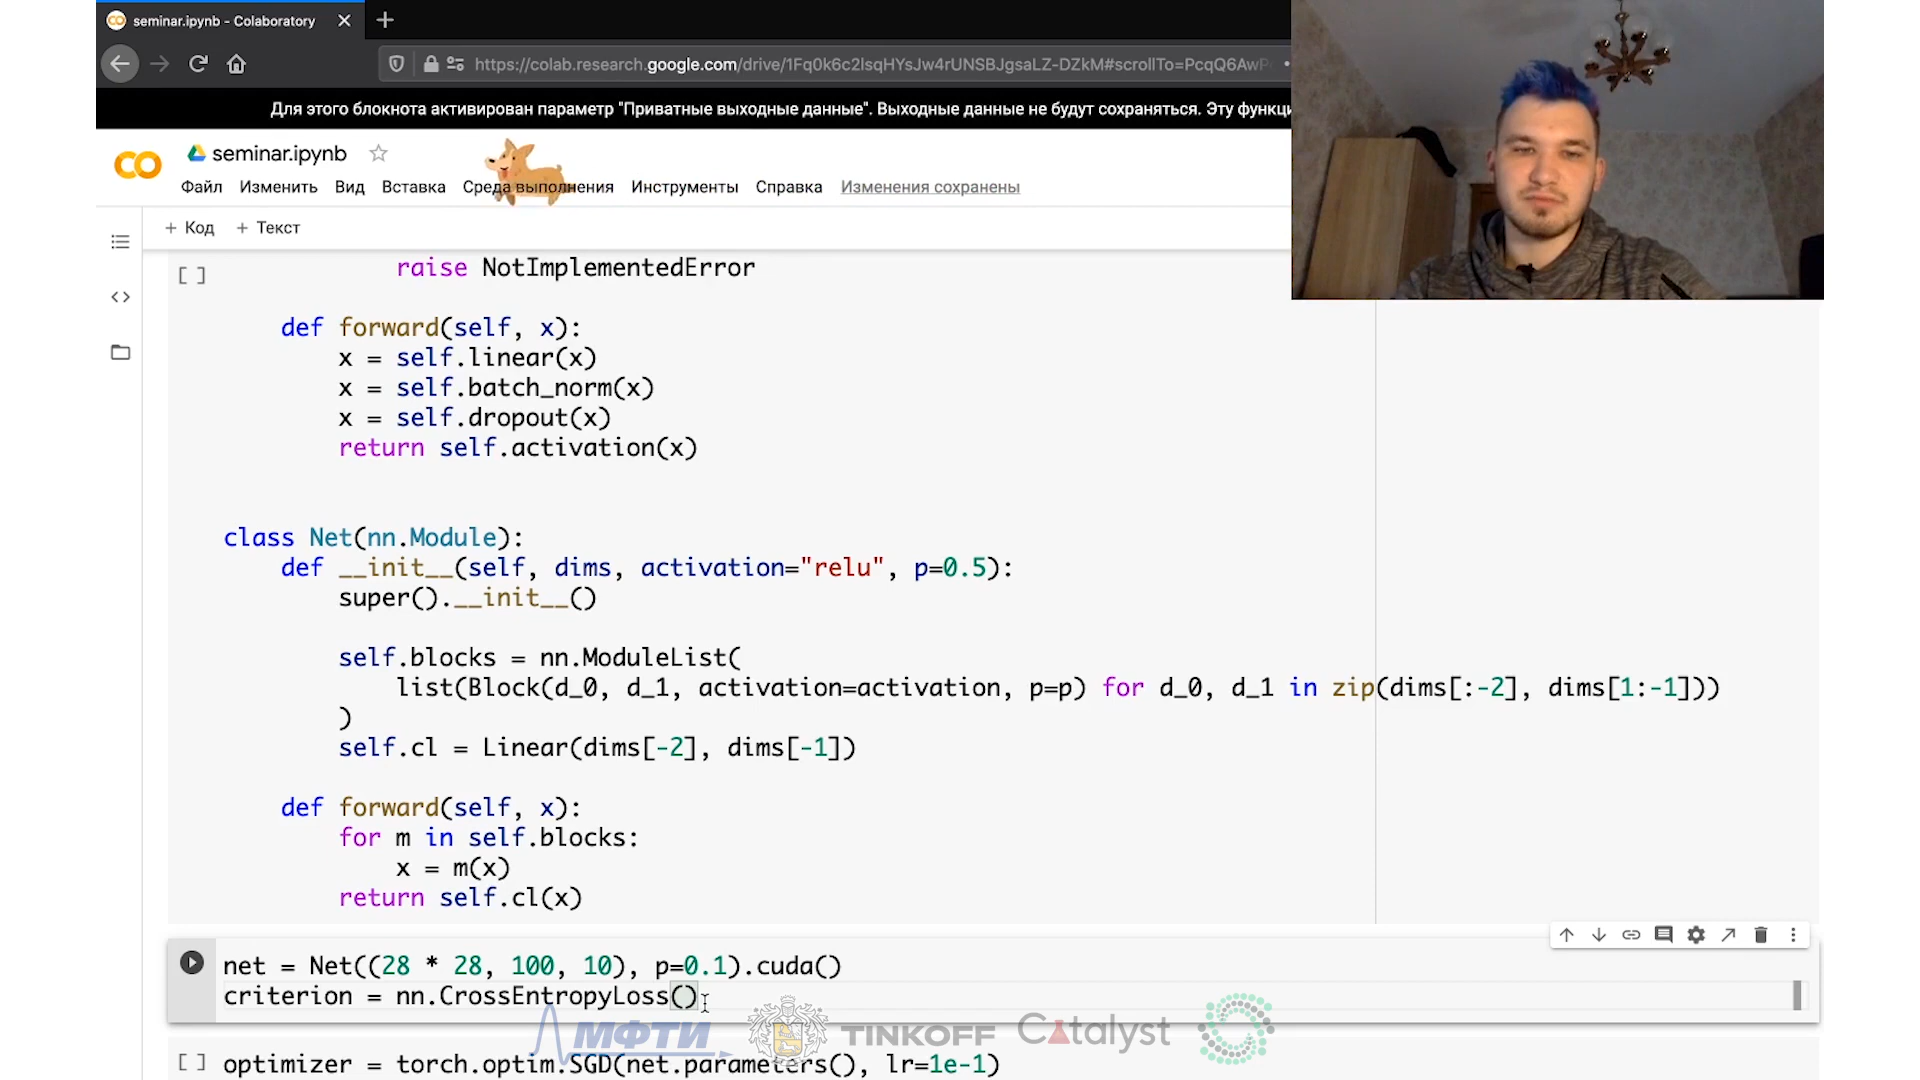 seminar.ipynb - Colaboratory
https://colab.research.google.com/drive/1Fq0k6c2lsqHYsJw4rUNSBJgsaLZ-DZkM#scrollTo=PcqQ6AwP
Для этого блокнота активирован параметр "Приватные выходные данные". Выходные данные не будут сохраняться. Эту функци
seminar.ipynb
Файл Изменить Вид Вставка Среда выполнения Инструменты Справка Изменения сохранены
+ Код + Текст
[ ] raise NotImplementedError
def forward(self, x):
x = self.linear(x)
x = self.batch_norm(x)
x = self.dropout(x)
return self.activation(x)
class Net(nn.Module):
def __init__(self, dims, activation="relu", p=0.5):
super().__init__()
self.blocks = nn.ModuleList(
list(Block(d_0, d_1, activation=activation, p=p) for d_0, d_1 in zip(dims[:-2], dims[1:-1]))
)
self.cl = Linear(dims[-2], dims[-1])
def forward(self, x):
for m in self.blocks:
x = m(x)
return self.cl(x)
net = Net((28 * 28, 100, 10), p=0.1).cuda()
criterion = nn.CrossEntropyLoss()
МФТИ TINKOFF Catalyst
[ ] optimizer = torch.optim.SGD(net.parameters(), lr=1e-1)